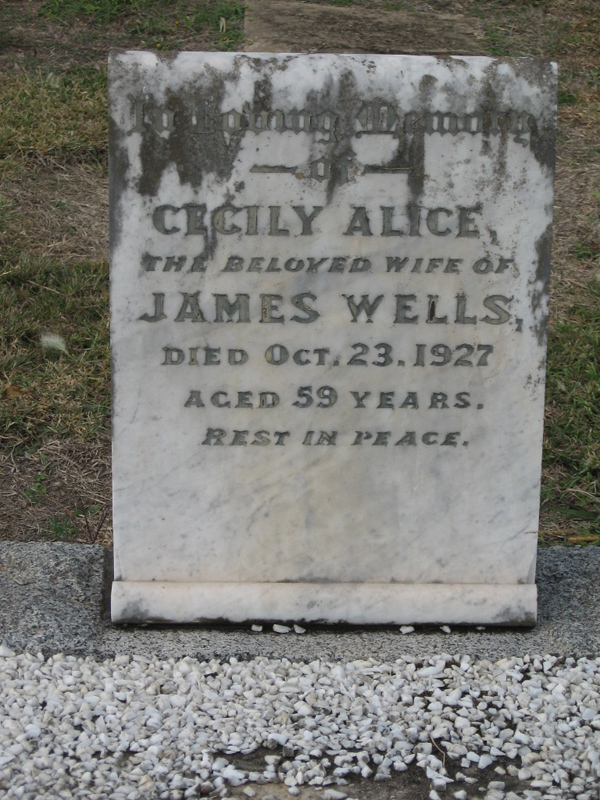 In Loving Memory
of
CECILY ALICE,
THE BELOVED WIFE OF
JAMES WELLS,
DIED OCT. 23. 1927
AGED 59 YEARS.
REST IN PEACE.